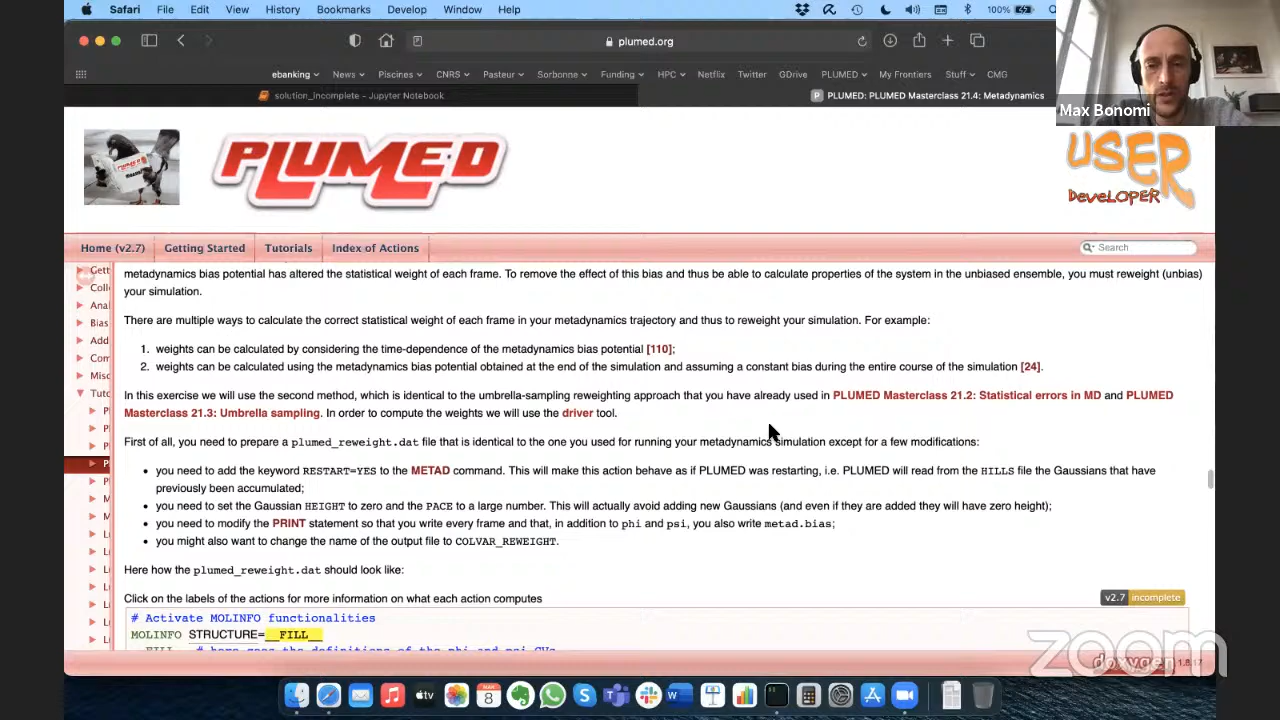 Safari File Edit View History Bookmarks Develop Window Help 100%
plumed.org
ebanking News Piscines CNRS Pasteur Sorbonne Funding HPC Netflix Twitter GDrive PLUMED My Frontiers Stuff CMG
solution_incomplete – Jupyter Notebook
P PLUMED: PLUMED Masterclass 21.4: Metadynamics
Max Bonomi
PLUMED
USER
DEVELOPER
Home (v2.7) Getting Started Tutorials Index of Actions Search
Gett
Coll
Anal
Bias
Add
Com
Misc
Tuto
metadynamics bias potential has altered the statistical weight of each frame. To remove the effect of this bias and thus be able to calculate properties of the system in the unbiased ensemble, you must reweight (unbias)
your simulation.
There are multiple ways to calculate the correct statistical weight of each frame in your metadynamics trajectory and thus to reweight your simulation. For example:
1. weights can be calculated by considering the time-dependence of the metadynamics bias potential [110];
2. weights can be calculated using the metadynamics bias potential obtained at the end of the simulation and assuming a constant bias during the entire course of the simulation [24].
In this exercise we will use the second method, which is identical to the umbrella-sampling reweighting approach that you have already used in PLUMED Masterclass 21.2: Statistical errors in MD and PLUMED
Masterclass 21.3: Umbrella sampling. In order to compute the weights we will use the driver tool.
First of all, you need to prepare a plumed_reweight.dat file that is identical to the one you used for running your metadynamics simulation except for a few modifications:
• you need to add the keyword RESTART=YES to the METAD command. This will make this action behave as if PLUMED was restarting, i.e. PLUMED will read from the HILLS file the Gaussians that have
previously been accumulated;
• you need to set the Gaussian HEIGHT to zero and the PACE to a large number. This will actually avoid adding new Gaussians (and even if they are added they will have zero height);
• you need to modify the PRINT statement so that you write every frame and that, in addition to phi and psi, you also write metad.bias;
• you might also want to change the name of the output file to COLVAR_REWEIGHT.
Here how the plumed_reweight.dat should look like:
Click on the labels of the actions for more information on what each action computes
v2.7 incomplete
# Activate MOLINFO functionalities
MOLINFO STRUCTURE=__FILL__
zoom
doxygen 1.8.17